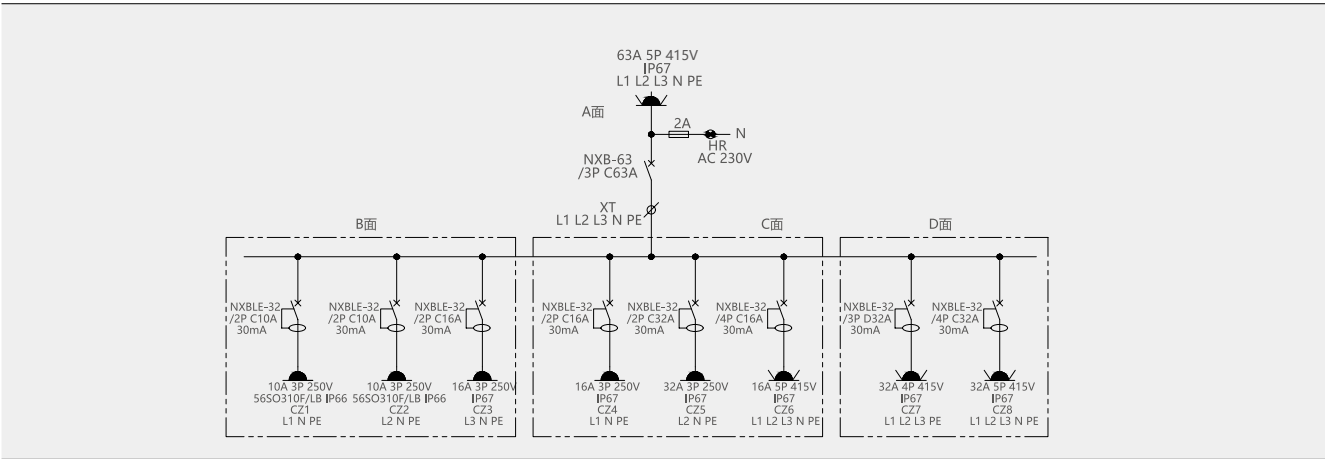 63A 5P 415V
IP67
L1 L2 L3 N PE
A面
2A
N
HR
AC 230V
NXB-63
/3P C63A
XT
L1 L2 L3 N PE
B面
C面
D面
NXBLE-32
/2P C10A
30mA
NXBLE-32
/2P C10A
30mA
NXBLE-32
/2P C16A
30mA
NXBLE-32
/2P C16A
30mA
NXBLE-32
/2P C32A
30mA
NXBLE-32
/4P C16A
30mA
NXBLE-32
/3P D32A
30mA
NXBLE-32
/4P C32A
30mA
10A 3P 250V
56SO310F/LB IP66
CZ1
L1 N PE
10A 3P 250V
56SO310F/LB IP66
CZ2
L2 N PE
16A 3P 250V
IP67
CZ3
L3 N PE
16A 3P 250V
IP67
CZ4
L1 N PE
32A 3P 250V
IP67
CZ5
L2 N PE
16A 5P 415V
IP67
CZ6
L1 L2 L3 N PE
32A 4P 415V
IP67
CZ7
L1 L2 L3 PE
32A 5P 415V
IP67
CZ8
L1 L2 L3 N PE